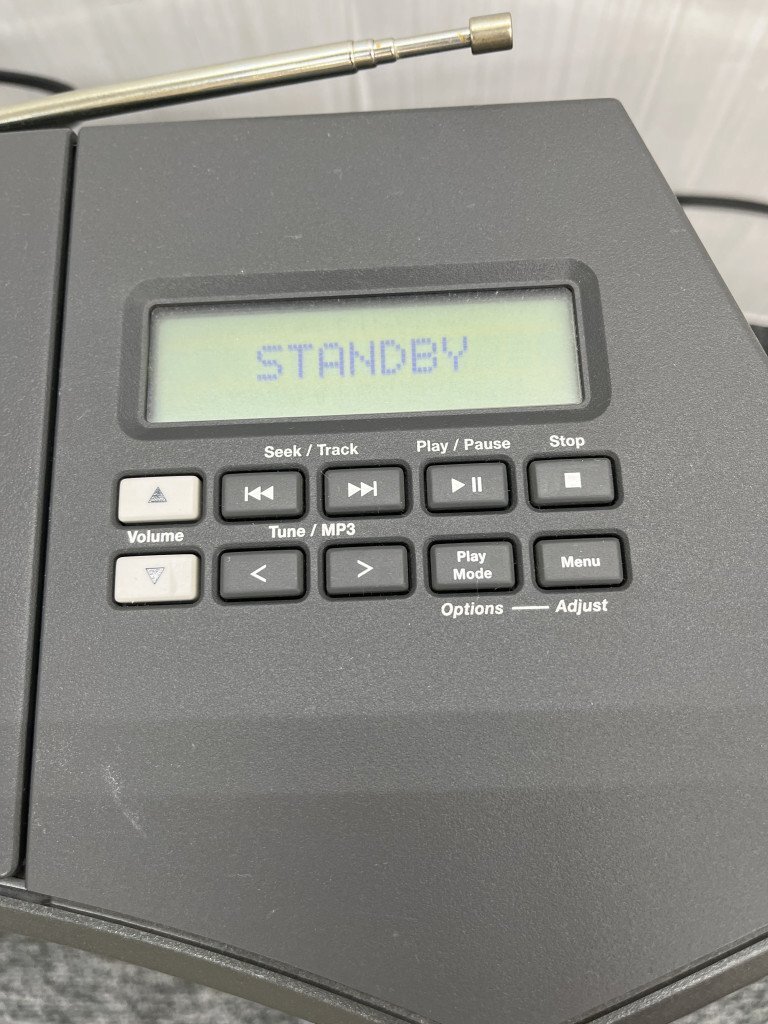 STANDBY
Seek / Track
Play / Pause
Stop
Volume
Tune / MP3
Play
Mode
Menu
Options — Adjust